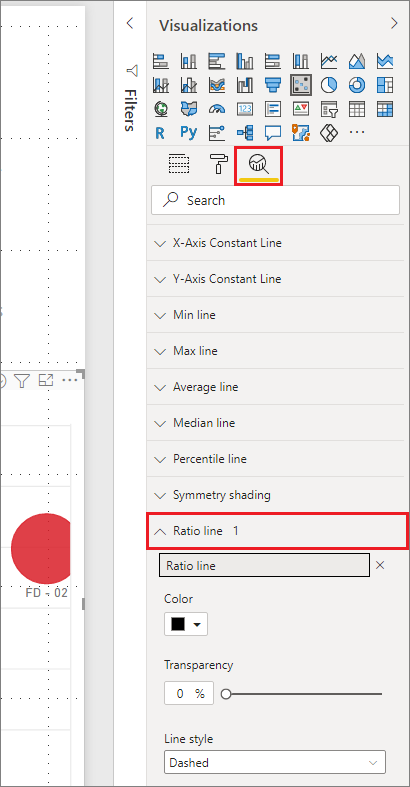 Visualizations
Filters
123
R
Py
Search
X-Axis Constant Line
Y-Axis Constant Line
Min line
Max line
Average line
Median line
Percentile line
Symmetry shading
Ratio line 1
Ratio line
FD - 02
Color
Transparency
0 %
Line style
Dashed